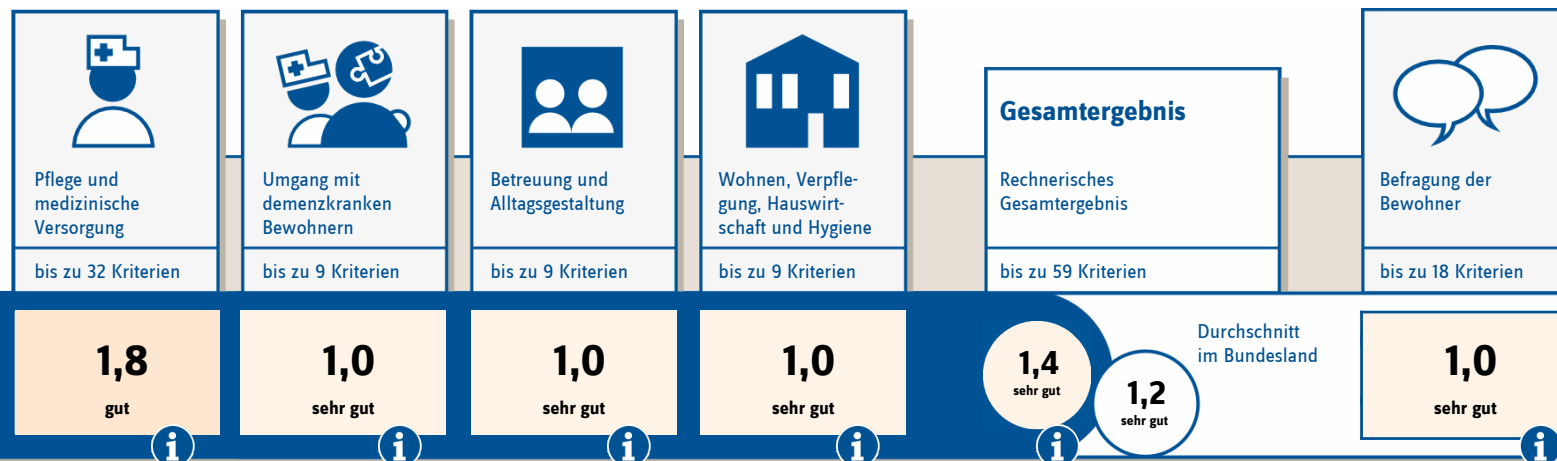 Pflege und
medizinische
Versorgung
bis zu 32 Kriterien
1,8
gut
Umgang mit
demenzkranken
Bewohnern
bis zu 9 Kriterien
1,0
sehr gut
Betreuung und
Alltagsgestaltung
bis zu 9 Kriterien
1,0
sehr gut
Wohnen, Verpfle-
gung, Hauswirt-
schaft und Hygiene
bis zu 9 Kriterien
1,0
sehr gut
Gesamtergebnis
Rechnerisches
Gesamtergebnis
bis zu 59 Kriterien
1,4
sehr gut
Durchschnitt
im Bundesland
1,2
sehr gut
Befragung der
Bewohner
bis zu 18 Kriterien
1,0
sehr gut